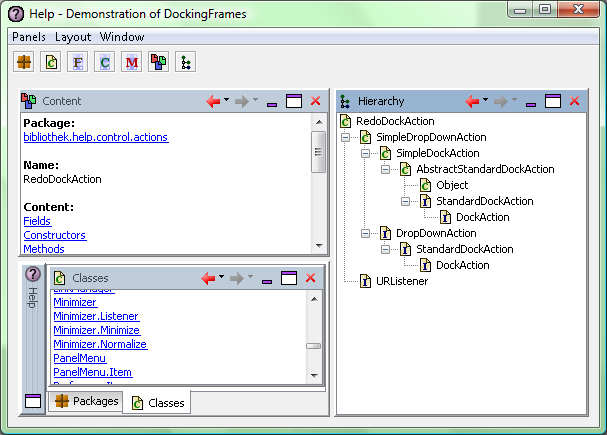 Help - Demonstration of DockingFrames
Panels Layout Window
F C M
Content
Package:
bibliothek.help.control.actions
Name:
RedoDockAction
Content:
Fields
Constructors
Methods
Help
Classes
Minimizer
Minimizer.Listener
Minimizer.Minimize
Minimizer.Normalize
PanelMenu
PanelMenu.Item
Packages
Classes
Hierarchy
RedoDockAction
SimpleDropDownAction
SimpleDockAction
AbstractStandardDockAction
Object
StandardDockAction
DockAction
DropDownAction
StandardDockAction
DockAction
URListener